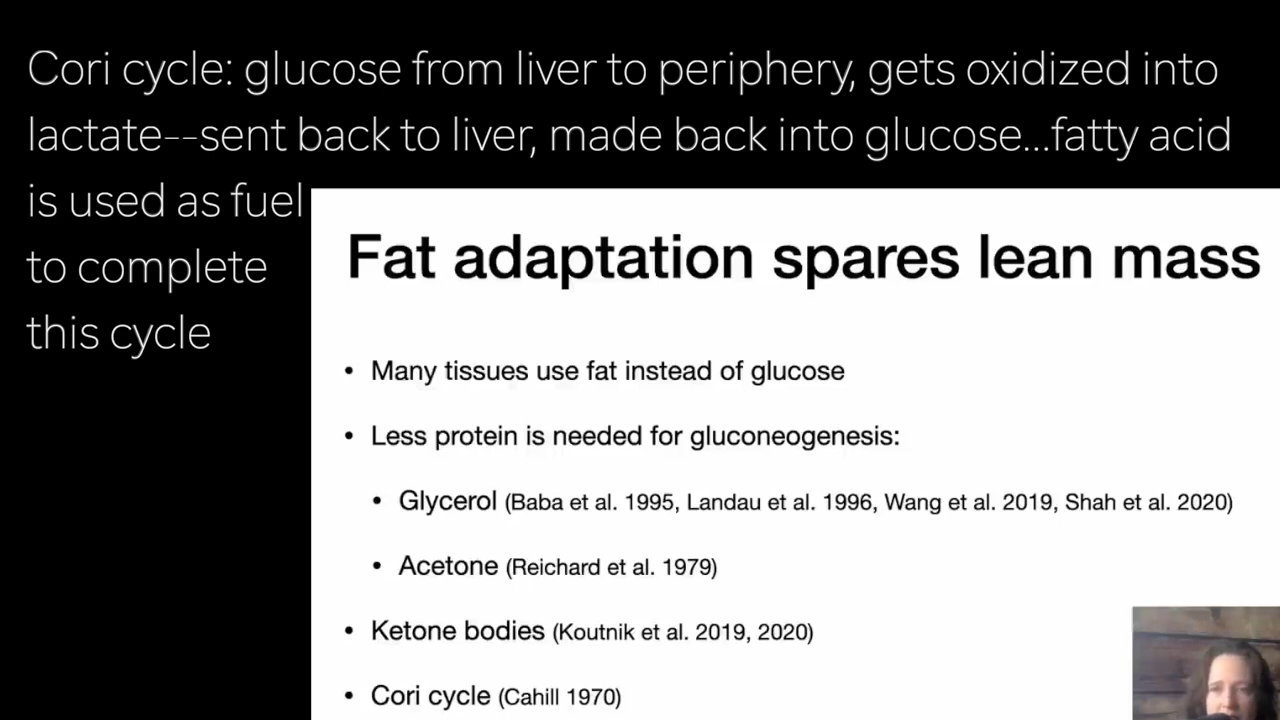 Cori cycle: glucose from liver to periphery, gets oxidized into
lactate--sent back to liver, made back into glucose...fatty acid
is used as fuel
to complete
this cycle
Fat adaptation spares lean mass
• Many tissues use fat instead of glucose
• Less protein is needed for gluconeogenesis:
• Glycerol (Baba et al. 1995, Landau et al. 1996, Wang et al. 2019, Shah et al. 2020)
• Acetone (Reichard et al. 1979)
• Ketone bodies (Koutnik et al. 2019, 2020)
• Cori cycle (Cahill 1970)